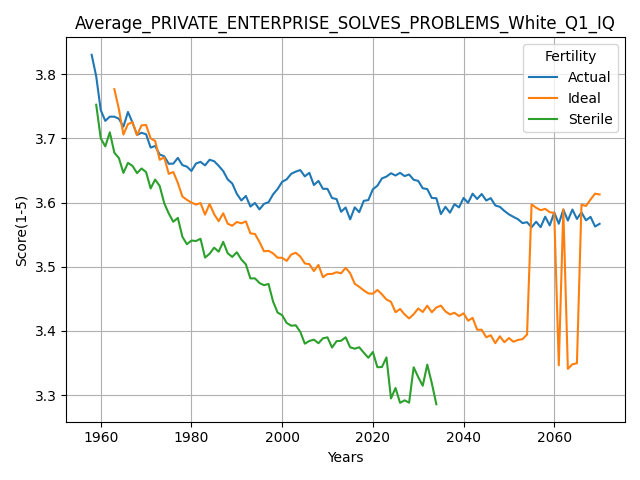 Average_PRIVATE_ENTERPRISE_SOLVES_PROBLEMS_White_Q1_IQ
Fertility
Actual
Ideal
Sterile
Score(1-5)
3.8
3.7
3.6
3.5
3.4
3.3
1960 1980 2000 2020 2040 2060
Years